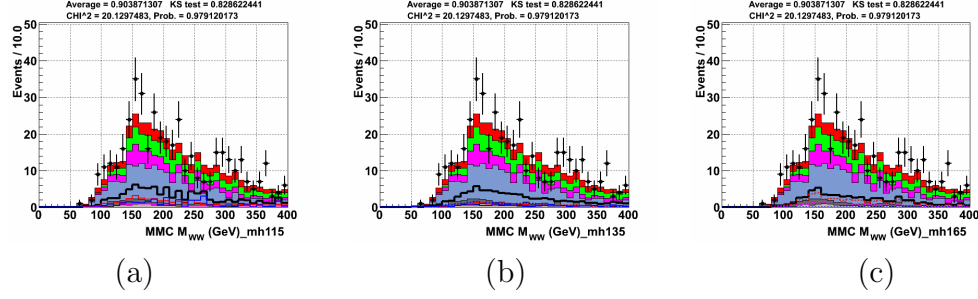 Average = 0.903871307 KS test = 0.828622441
CHI^2 = 20.1297483, Prob. = 0.979120173
Events / 10.0
50
40
30
20
10
0
0 50 100 150 200 250 300 350 400
MMC M_WW (GeV)_mh115
(a)
Average = 0.903871307 KS test = 0.828622441
CHI^2 = 20.1297483, Prob. = 0.979120173
Events / 10.0
50
40
30
20
10
0
0 50 100 150 200 250 300 350 400
MMC M_WW (GeV)_mh135
(b)
Average = 0.903871307 KS test = 0.828622441
CHI^2 = 20.1297483, Prob. = 0.979120173
Events / 10.0
50
40
30
20
10
0
0 50 100 150 200 250 300 350 400
MMC M_WW (GeV)_mh165
(c)